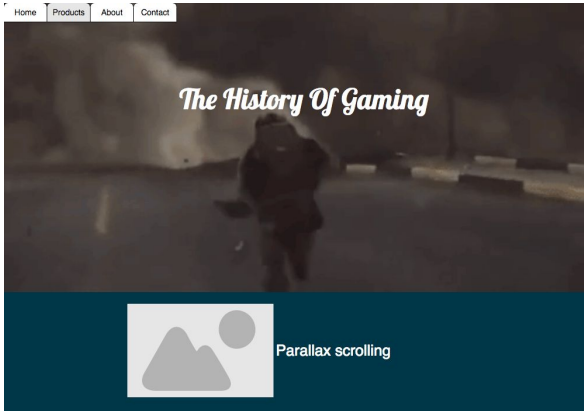 Home Products About Contact
The History Of Gaming
Parallax scrolling